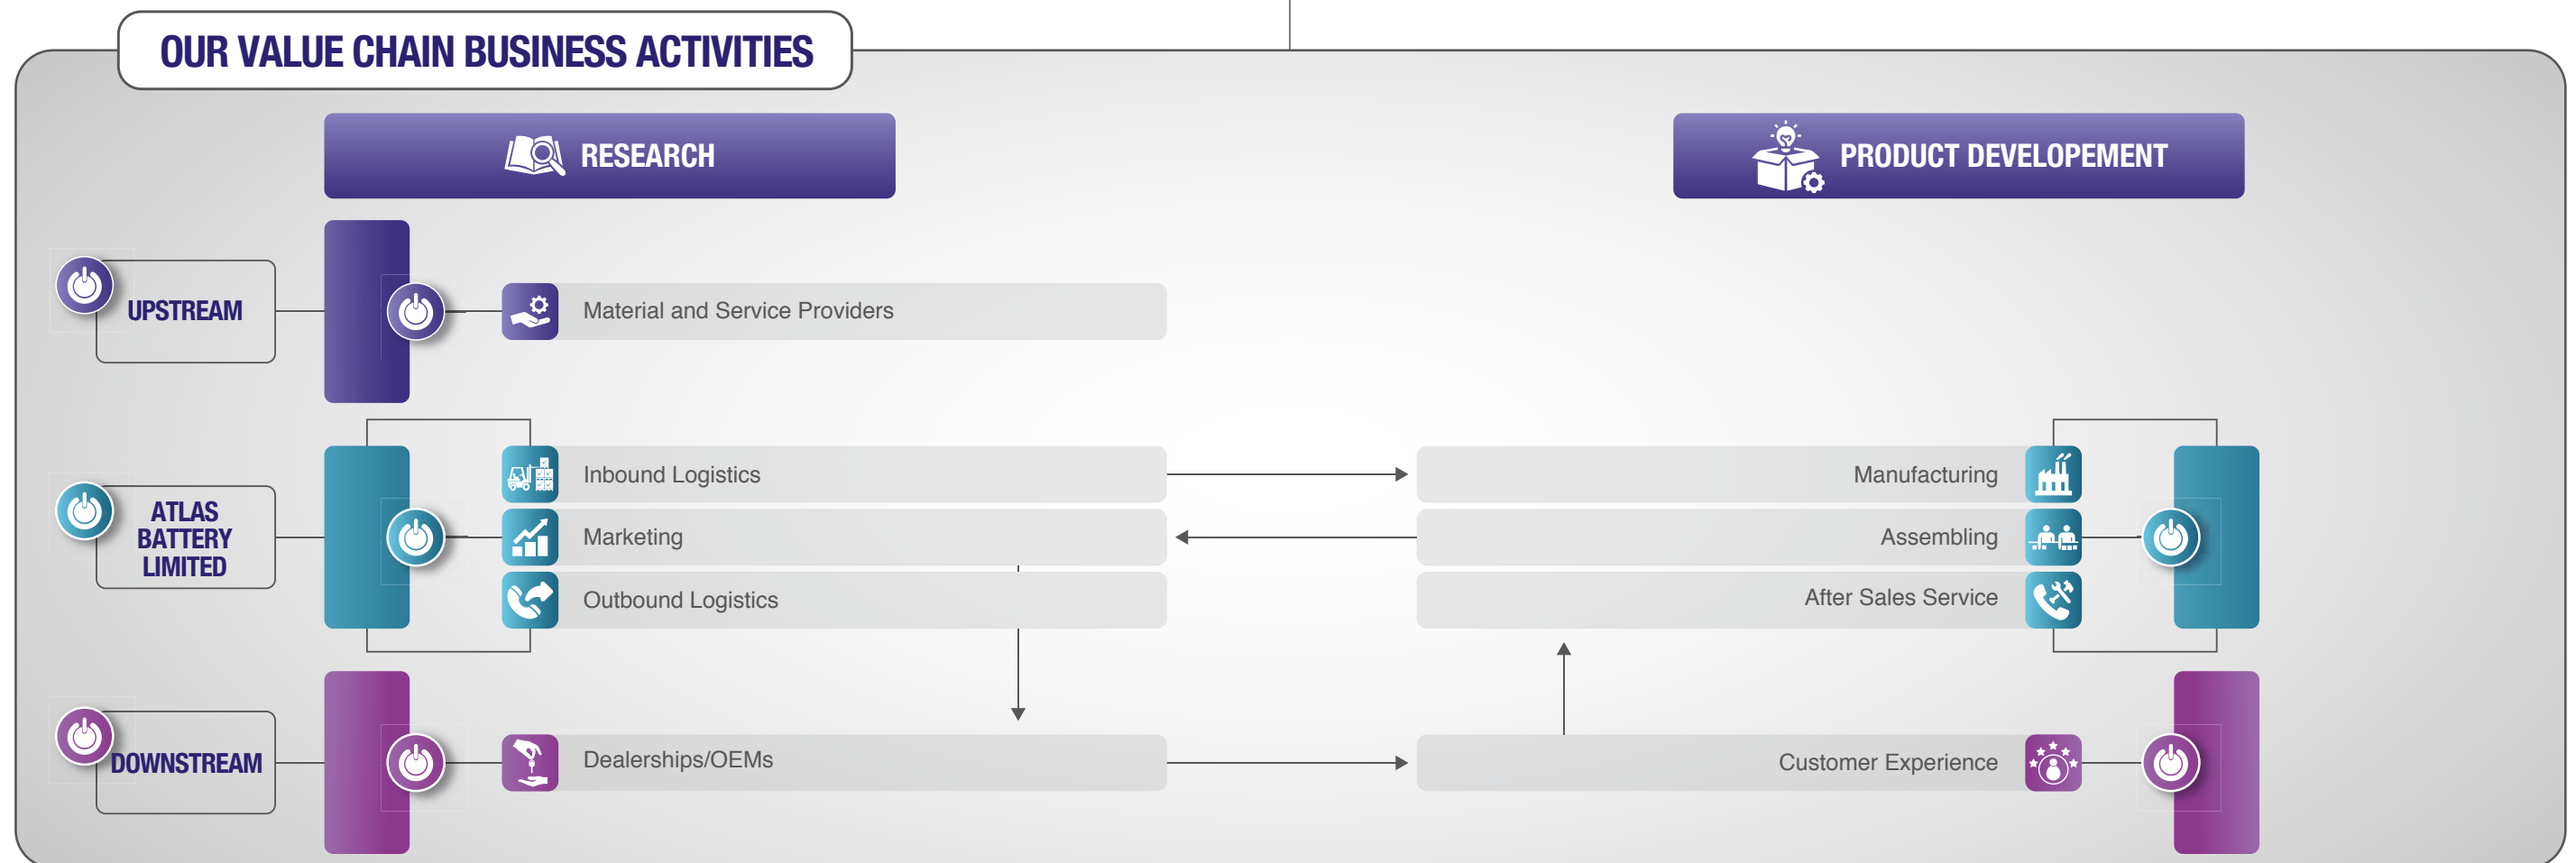 OUR VALUE CHAIN BUSINESS ACTIVITIES
RESEARCH
PRODUCT DEVELOPEMENT
UPSTREAM
Material and Service Providers
ATLAS
BATTERY
LIMITED
Inbound Logistics
Manufacturing
Marketing
Assembling
Outbound Logistics
After Sales Service
DOWNSTREAM
Dealerships/OEMs
Customer Experience